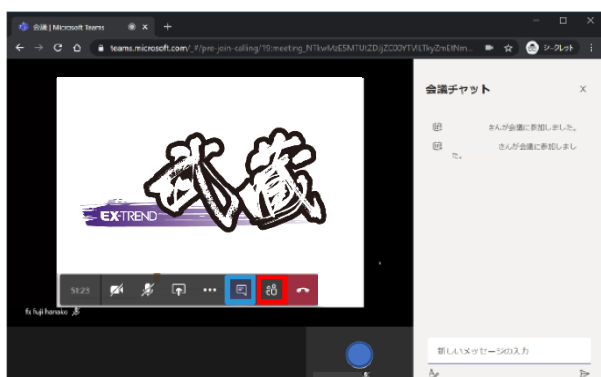 会議 | Microsoft Teams
teams.microsoft.com/_#/pre-join-calling/19:meeting_
シークレット
会議チャット
さんが会議に参加しました。
さんが会議に参加しまし
た。
武蔵
EX-TREND
51:23
fs fuji hanako
新しいメッセージの入力